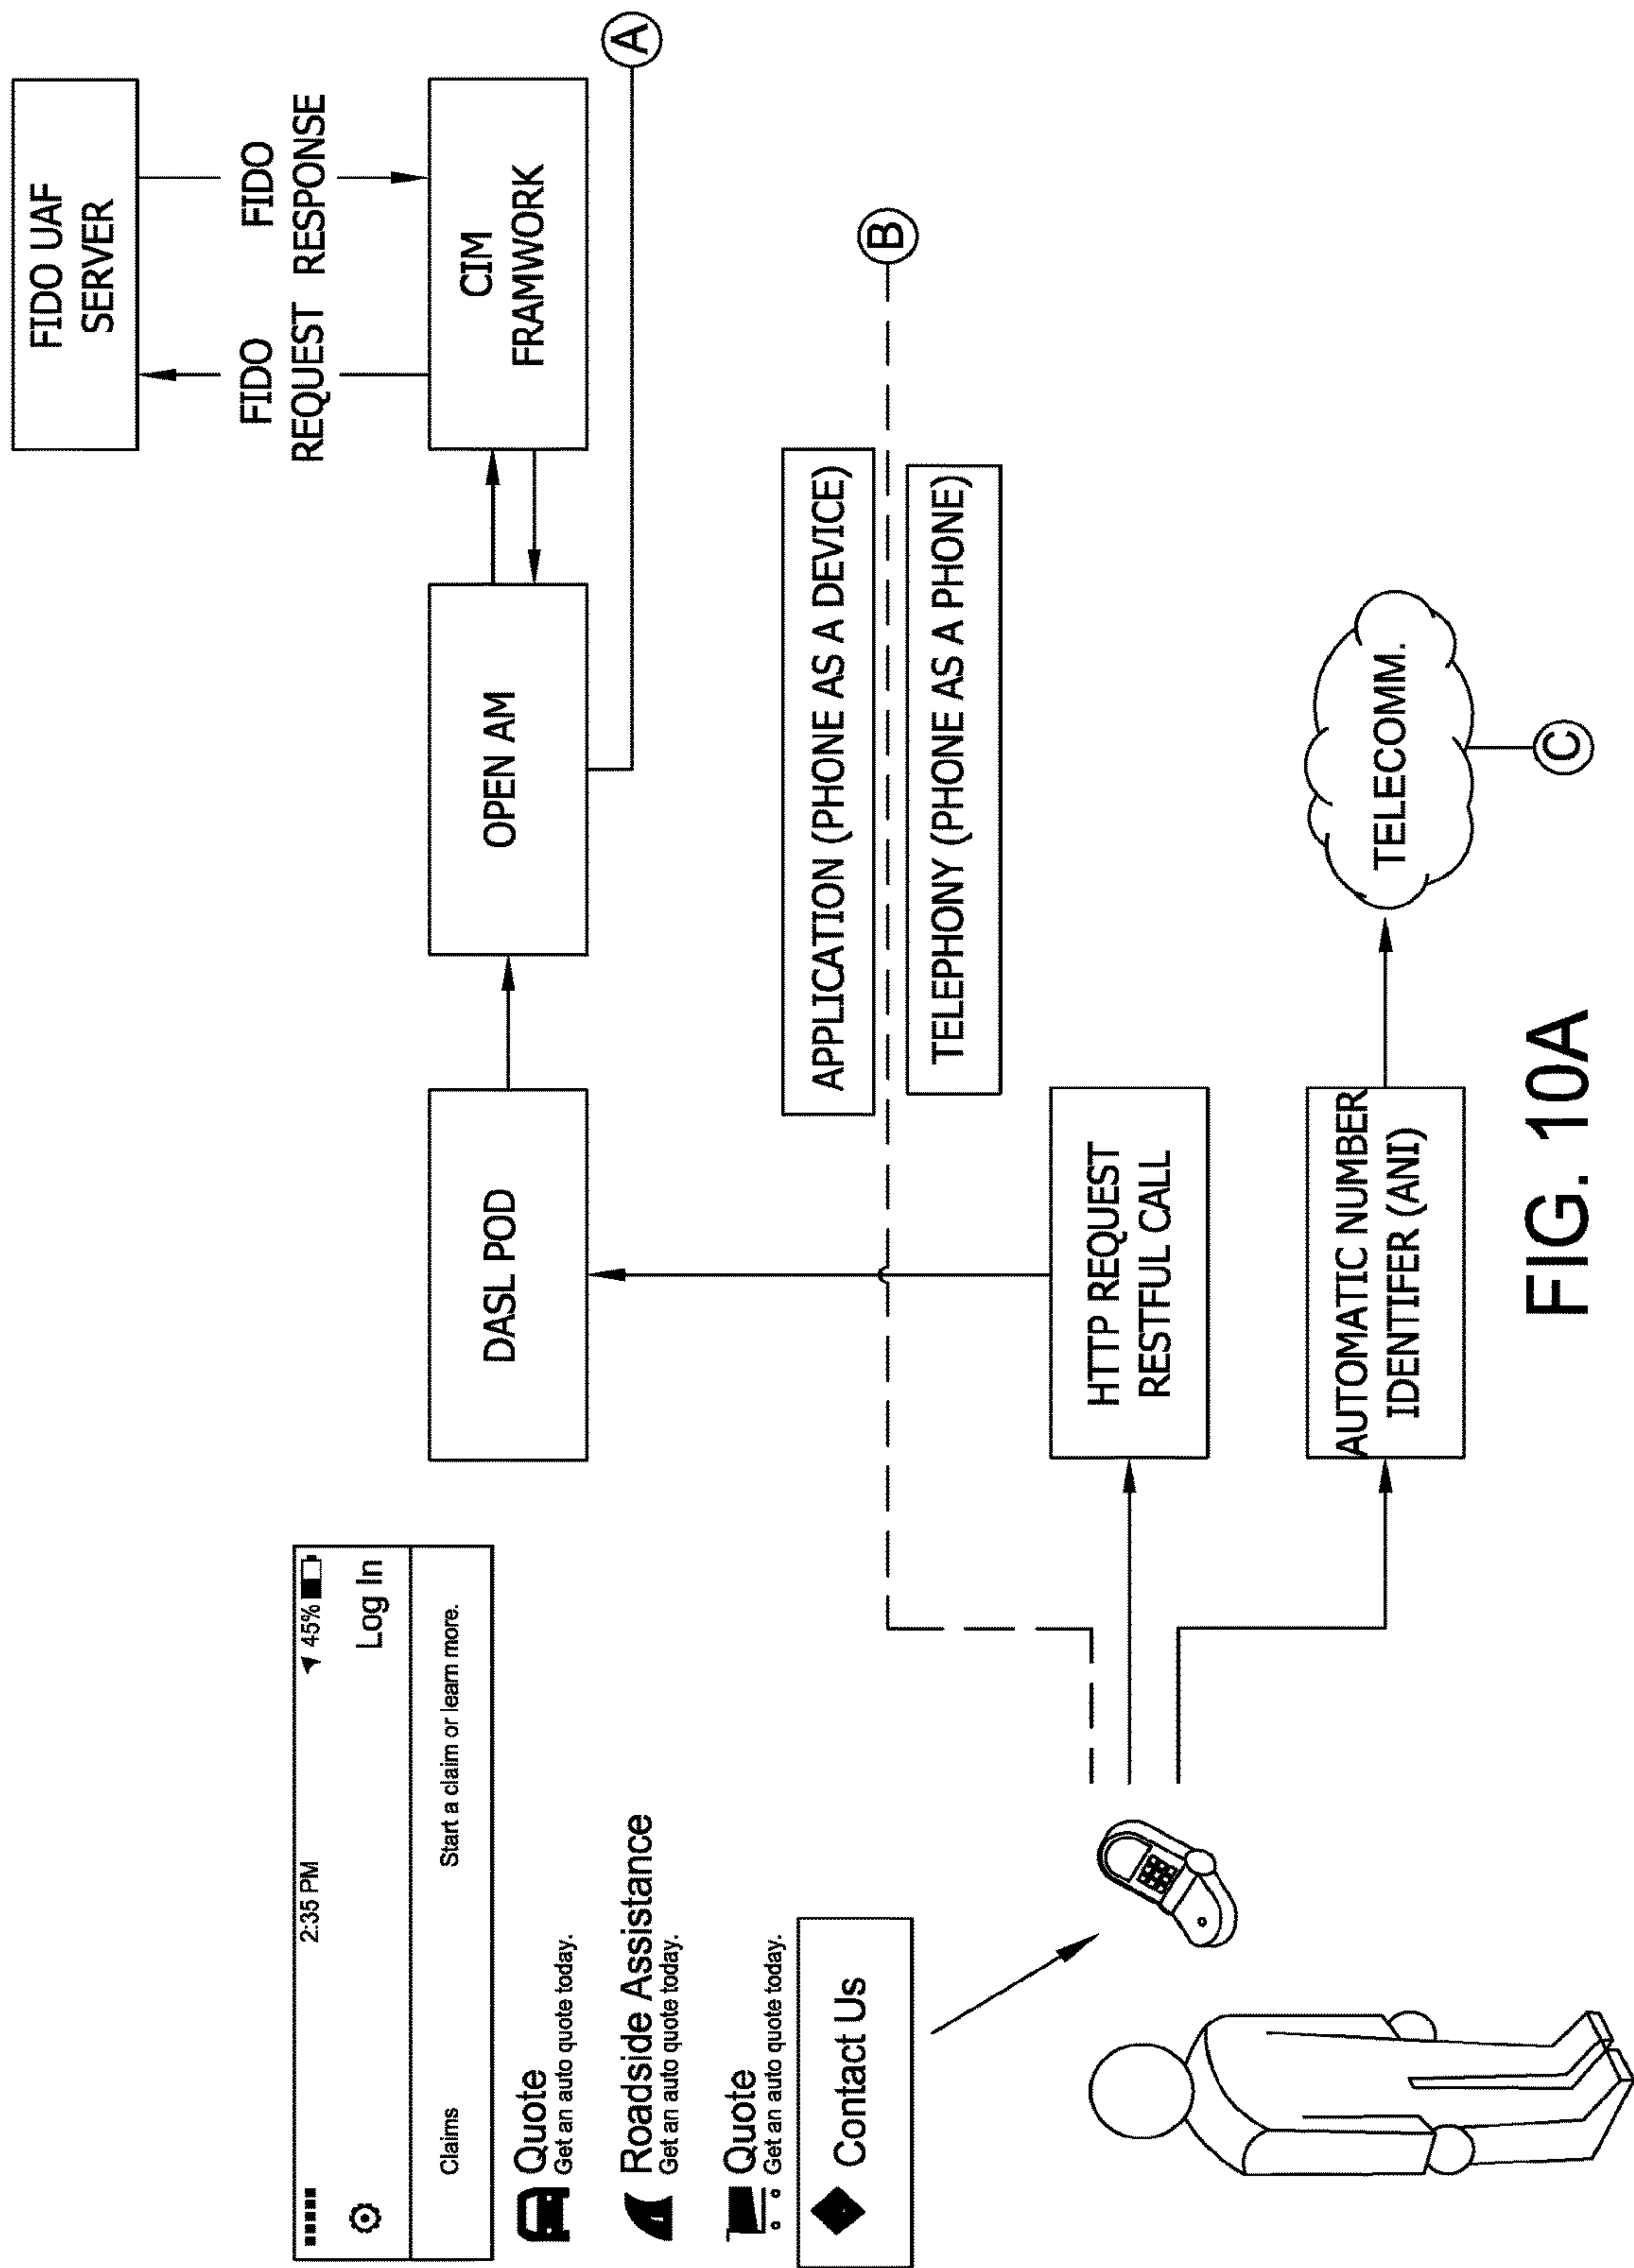 2:35 PM
45%
Log In
Claims
Start a claim or learn more.
Quote
Get an auto quote today.
Roadside Assistance
Get an auto quote today.
Quote
Get an auto quote today.
Contact Us
FIDO UAF
SERVER
FIDO
REQUEST
FIDO
RESPONSE
DASL POD
OPEN AM
CIM
FRAMWORK
A
APPLICATION (PHONE AS A DEVICE)
B
TELEPHONY (PHONE AS A PHONE)
HTTP REQUEST
RESTFUL CALL
AUTOMATIC NUMBER
IDENTIFER (ANI)
TELECOMM.
C
FIG. 10A